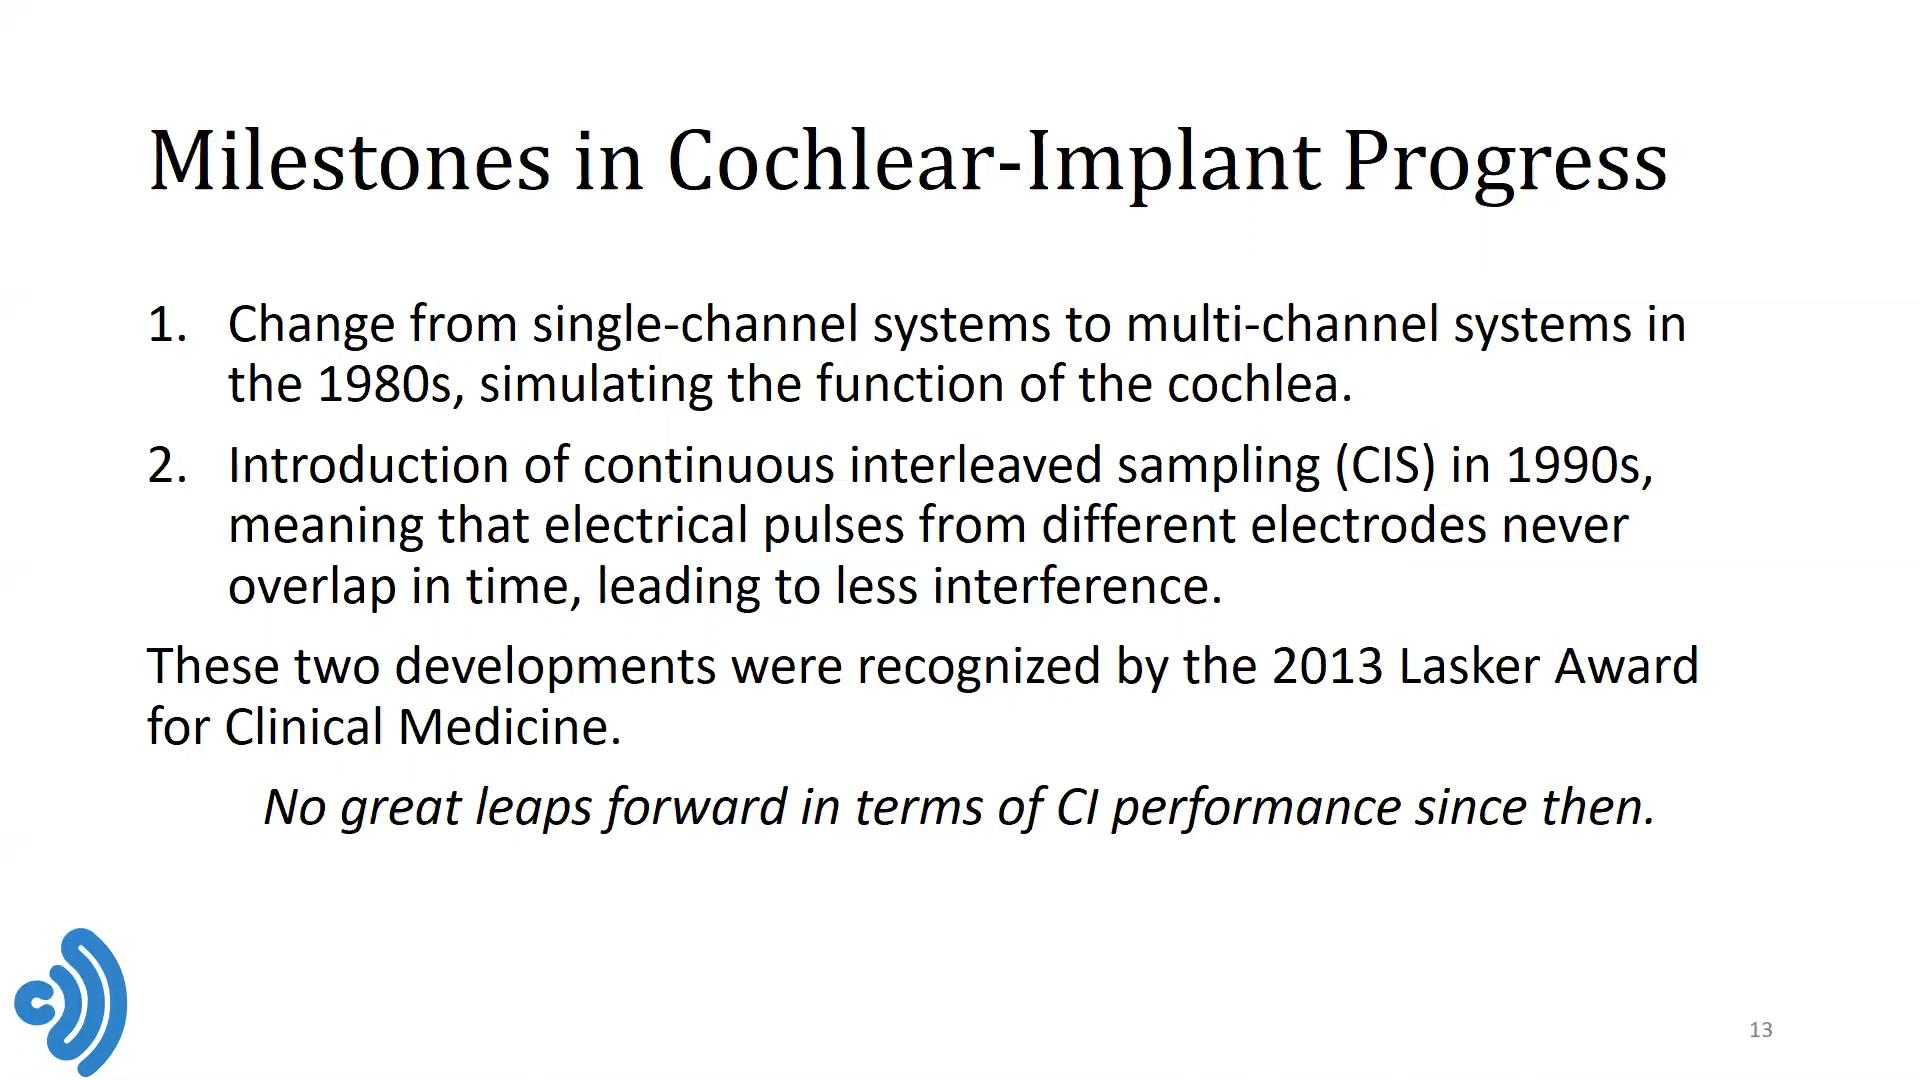 Milestones in Cochlear-Implant Progress
1. Change from single-channel systems to multi-channel systems in
the 1980s, simulating the function of the cochlea.
2. Introduction of continuous interleaved sampling (CIS) in 1990s,
meaning that electrical pulses from different electrodes never
overlap in time, leading to less interference.
These two developments were recognized by the 2013 Lasker Award
for Clinical Medicine.
No great leaps forward in terms of CI performance since then.
13